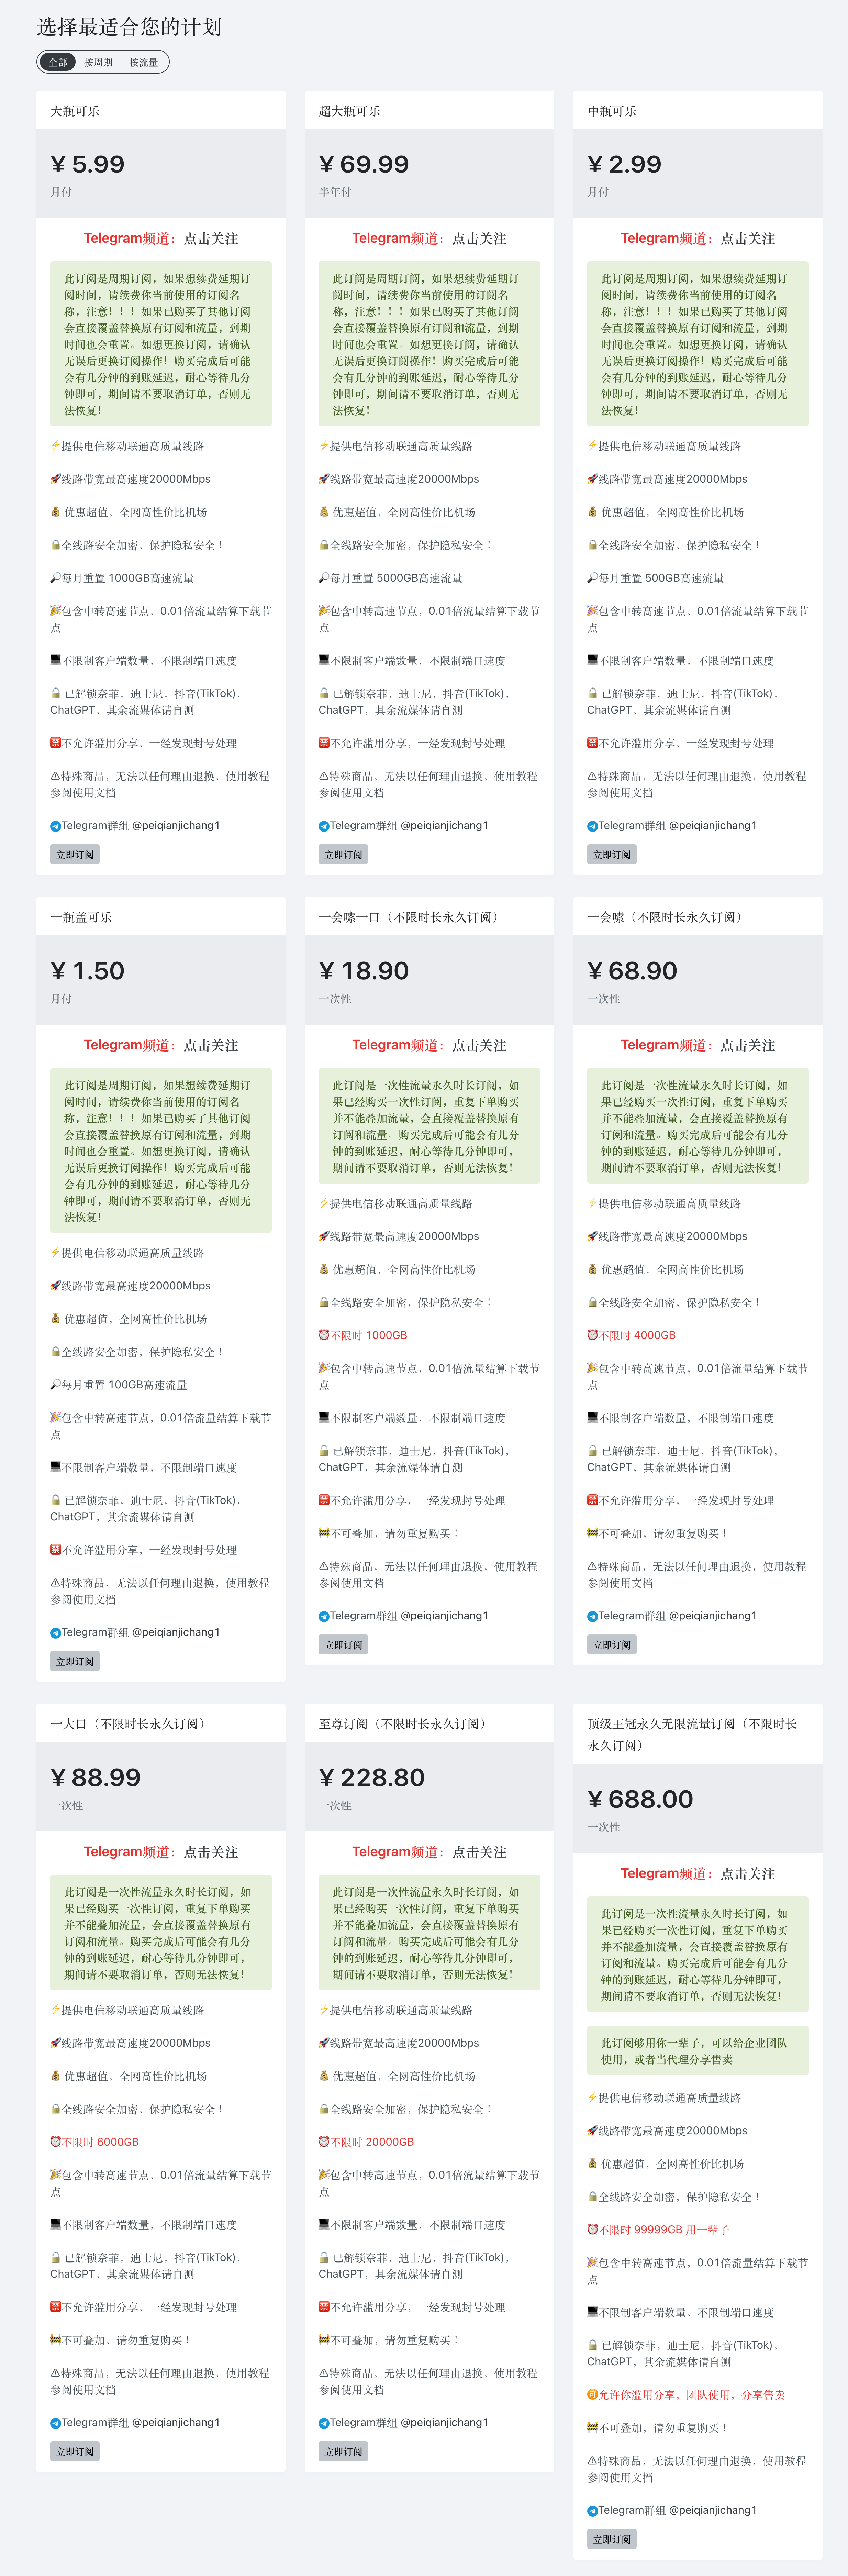 选择最适合您的计划
全部 按周期 按流量
大瓶可乐
¥ 5.99
月付
Telegram频道：点击关注
此订阅是周期订阅，如果想续费延期订
阅时间，请续费你当前使用的订阅名
称，注意！！！如果已购买了其他订阅
会直接覆盖替换原有订阅和流量，到期
时间也会重置。如想更换订阅，请确认
无误后更换订阅操作！购买完成后可能
会有几分钟的到账延迟，耐心等待几分
钟即可，期间请不要取消订单，否则无
法恢复！
⚡提供电信移动联通高质量线路
🚀线路带宽最高速度20000Mbps
💰 优惠超值，全网高性价比机场
🔒全线路安全加密，保护隐私安全！
🔎每月重置 1000GB高速流量
🎉包含中转高速节点，0.01倍流量结算下载节
点
💻不限制客户端数量，不限制端口速度
🔓 已解锁奈菲，迪士尼，抖音(TikTok)，
ChatGPT，其余流媒体请自测
🈲不允许滥用分享，一经发现封号处理
⚠特殊商品，无法以任何理由退换，使用教程
参阅使用文档
Telegram群组 @peiqianjichang1
立即订阅
超大瓶可乐
¥ 69.99
半年付
Telegram频道：点击关注
此订阅是周期订阅，如果想续费延期订
阅时间，请续费你当前使用的订阅名
称，注意！！！如果已购买了其他订阅
会直接覆盖替换原有订阅和流量，到期
时间也会重置。如想更换订阅，请确认
无误后更换订阅操作！购买完成后可能
会有几分钟的到账延迟，耐心等待几分
钟即可，期间请不要取消订单，否则无
法恢复！
⚡提供电信移动联通高质量线路
🚀线路带宽最高速度20000Mbps
💰 优惠超值，全网高性价比机场
🔒全线路安全加密，保护隐私安全！
🔎每月重置 5000GB高速流量
🎉包含中转高速节点，0.01倍流量结算下载节
点
💻不限制客户端数量，不限制端口速度
🔓 已解锁奈菲，迪士尼，抖音(TikTok)，
ChatGPT，其余流媒体请自测
🈲不允许滥用分享，一经发现封号处理
⚠特殊商品，无法以任何理由退换，使用教程
参阅使用文档
Telegram群组 @peiqianjichang1
立即订阅
中瓶可乐
¥ 2.99
月付
Telegram频道：点击关注
此订阅是周期订阅，如果想续费延期订
阅时间，请续费你当前使用的订阅名
称，注意！！！如果已购买了其他订阅
会直接覆盖替换原有订阅和流量，到期
时间也会重置。如想更换订阅，请确认
无误后更换订阅操作！购买完成后可能
会有几分钟的到账延迟，耐心等待几分
钟即可，期间请不要取消订单，否则无
法恢复！
⚡提供电信移动联通高质量线路
🚀线路带宽最高速度20000Mbps
💰 优惠超值，全网高性价比机场
🔒全线路安全加密，保护隐私安全！
🔎每月重置 500GB高速流量
🎉包含中转高速节点，0.01倍流量结算下载节
点
💻不限制客户端数量，不限制端口速度
🔓 已解锁奈菲，迪士尼，抖音(TikTok)，
ChatGPT，其余流媒体请自测
🈲不允许滥用分享，一经发现封号处理
⚠特殊商品，无法以任何理由退换，使用教程
参阅使用文档
Telegram群组 @peiqianjichang1
立即订阅
一瓶盖可乐
¥ 1.50
月付
Telegram频道：点击关注
此订阅是周期订阅，如果想续费延期订
阅时间，请续费你当前使用的订阅名
称，注意！！！如果已购买了其他订阅
会直接覆盖替换原有订阅和流量，到期
时间也会重置。如想更换订阅，请确认
无误后更换订阅操作！购买完成后可能
会有几分钟的到账延迟，耐心等待几分
钟即可，期间请不要取消订单，否则无
法恢复！
⚡提供电信移动联通高质量线路
🚀线路带宽最高速度20000Mbps
💰 优惠超值，全网高性价比机场
🔒全线路安全加密，保护隐私安全！
🔎每月重置 100GB高速流量
🎉包含中转高速节点，0.01倍流量结算下载节
点
💻不限制客户端数量，不限制端口速度
🔓 已解锁奈菲，迪士尼，抖音(TikTok)，
ChatGPT，其余流媒体请自测
🈲不允许滥用分享，一经发现封号处理
⚠特殊商品，无法以任何理由退换，使用教程
参阅使用文档
Telegram群组 @peiqianjichang1
立即订阅
一会嗦一口（不限时长永久订阅）
¥ 18.90
一次性
Telegram频道：点击关注
此订阅是一次性流量永久时长订阅，如
果已经购买一次性订阅，重复下单购买
并不能叠加流量，会直接覆盖替换原有
订阅和流量。购买完成后可能会有几分
钟的到账延迟，耐心等待几分钟即可，
期间请不要取消订单，否则无法恢复！
⚡提供电信移动联通高质量线路
🚀线路带宽最高速度20000Mbps
💰 优惠超值，全网高性价比机场
🔒全线路安全加密，保护隐私安全！
⏰不限时 1000GB
🎉包含中转高速节点，0.01倍流量结算下载节
点
💻不限制客户端数量，不限制端口速度
🔓 已解锁奈菲，迪士尼，抖音(TikTok)，
ChatGPT，其余流媒体请自测
🈲不允许滥用分享，一经发现封号处理
🚧不可叠加，请勿重复购买！
⚠特殊商品，无法以任何理由退换，使用教程
参阅使用文档
Telegram群组 @peiqianjichang1
立即订阅
一会嗦（不限时长永久订阅）
¥ 68.90
一次性
Telegram频道：点击关注
此订阅是一次性流量永久时长订阅，如
果已经购买一次性订阅，重复下单购买
并不能叠加流量，会直接覆盖替换原有
订阅和流量。购买完成后可能会有几分
钟的到账延迟，耐心等待几分钟即可，
期间请不要取消订单，否则无法恢复！
⚡提供电信移动联通高质量线路
🚀线路带宽最高速度20000Mbps
💰 优惠超值，全网高性价比机场
🔒全线路安全加密，保护隐私安全！
⏰不限时 4000GB
🎉包含中转高速节点，0.01倍流量结算下载节
点
💻不限制客户端数量，不限制端口速度
🔓 已解锁奈菲，迪士尼，抖音(TikTok)，
ChatGPT，其余流媒体请自测
🈲不允许滥用分享，一经发现封号处理
🚧不可叠加，请勿重复购买！
⚠特殊商品，无法以任何理由退换，使用教程
参阅使用文档
Telegram群组 @peiqianjichang1
立即订阅
一大口（不限时长永久订阅）
¥ 88.99
一次性
Telegram频道：点击关注
此订阅是一次性流量永久时长订阅，如
果已经购买一次性订阅，重复下单购买
并不能叠加流量，会直接覆盖替换原有
订阅和流量。购买完成后可能会有几分
钟的到账延迟，耐心等待几分钟即可，
期间请不要取消订单，否则无法恢复！
⚡提供电信移动联通高质量线路
🚀线路带宽最高速度20000Mbps
💰 优惠超值，全网高性价比机场
🔒全线路安全加密，保护隐私安全！
⏰不限时 6000GB
🎉包含中转高速节点，0.01倍流量结算下载节
点
💻不限制客户端数量，不限制端口速度
🔓 已解锁奈菲，迪士尼，抖音(TikTok)，
ChatGPT，其余流媒体请自测
🈲不允许滥用分享，一经发现封号处理
🚧不可叠加，请勿重复购买！
⚠特殊商品，无法以任何理由退换，使用教程
参阅使用文档
Telegram群组 @peiqianjichang1
立即订阅
至尊订阅（不限时长永久订阅）
¥ 228.80
一次性
Telegram频道：点击关注
此订阅是一次性流量永久时长订阅，如
果已经购买一次性订阅，重复下单购买
并不能叠加流量，会直接覆盖替换原有
订阅和流量。购买完成后可能会有几分
钟的到账延迟，耐心等待几分钟即可，
期间请不要取消订单，否则无法恢复！
⚡提供电信移动联通高质量线路
🚀线路带宽最高速度20000Mbps
💰 优惠超值，全网高性价比机场
🔒全线路安全加密，保护隐私安全！
⏰不限时 20000GB
🎉包含中转高速节点，0.01倍流量结算下载节
点
💻不限制客户端数量，不限制端口速度
🔓 已解锁奈菲，迪士尼，抖音(TikTok)，
ChatGPT，其余流媒体请自测
🈲不允许滥用分享，一经发现封号处理
🚧不可叠加，请勿重复购买！
⚠特殊商品，无法以任何理由退换，使用教程
参阅使用文档
Telegram群组 @peiqianjichang1
立即订阅
顶级王冠永久无限流量订阅（不限时长
永久订阅）
¥ 688.00
一次性
Telegram频道：点击关注
此订阅是一次性流量永久时长订阅，如
果已经购买一次性订阅，重复下单购买
并不能叠加流量，会直接覆盖替换原有
订阅和流量。购买完成后可能会有几分
钟的到账延迟，耐心等待几分钟即可，
期间请不要取消订单，否则无法恢复！
此订阅够用你一辈子，可以给企业团队
使用，或者当代理分享售卖
⚡提供电信移动联通高质量线路
🚀线路带宽最高速度20000Mbps
💰 优惠超值，全网高性价比机场
🔒全线路安全加密，保护隐私安全！
⏰不限时 99999GB 用一辈子
🎉包含中转高速节点，0.01倍流量结算下载节
点
💻不限制客户端数量，不限制端口速度
🔓 已解锁奈菲，迪士尼，抖音(TikTok)，
ChatGPT，其余流媒体请自测
🉑允许你滥用分享，团队使用，分享售卖
🚧不可叠加，请勿重复购买！
⚠特殊商品，无法以任何理由退换，使用教程
参阅使用文档
Telegram群组 @peiqianjichang1
立即订阅